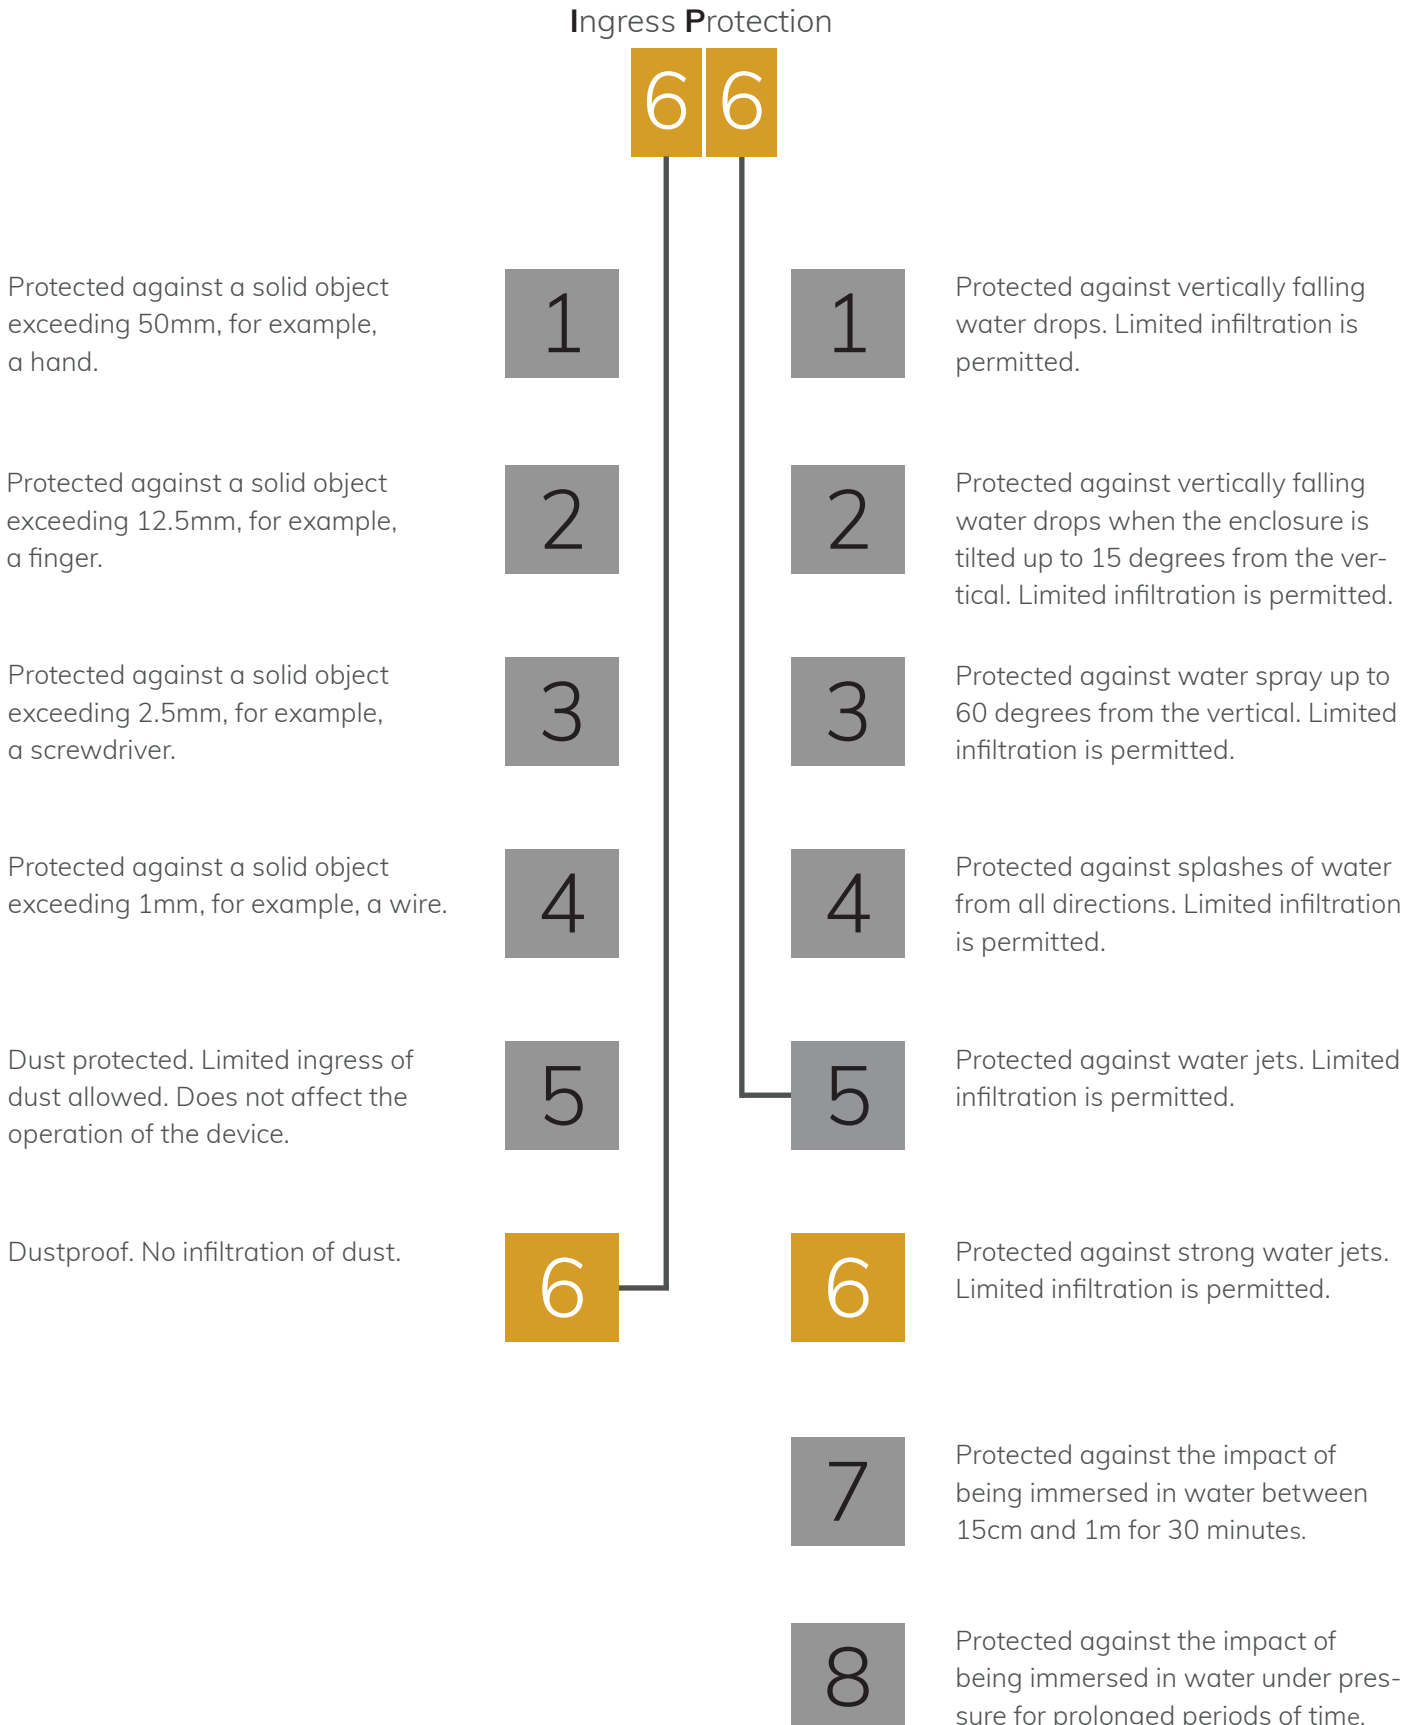 Ingress Protection
6 6
Protected against a solid object
exceeding 50mm, for example,
a hand.
1
1
Protected against vertically falling
water drops. Limited infiltration is
permitted.
Protected against a solid object
exceeding 12.5mm, for example,
a finger.
2
2
Protected against vertically falling
water drops when the enclosure is
tilted up to 15 degrees from the ver-
tical. Limited infiltration is permitted.
Protected against a solid object
exceeding 2.5mm, for example,
a screwdriver.
3
3
Protected against water spray up to
60 degrees from the vertical. Limited
infiltration is permitted.
Protected against a solid object
exceeding 1mm, for example, a wire.
4
4
Protected against splashes of water
from all directions. Limited infiltration
is permitted.
Dust protected. Limited ingress of
dust allowed. Does not affect the
operation of the device.
5
5
Protected against water jets. Limited
infiltration is permitted.
Dustproof. No infiltration of dust.
6
6
Protected against strong water jets.
Limited infiltration is permitted.
7
Protected against the impact of
being immersed in water between
15cm and 1m for 30 minutes.
8
Protected against the impact of
being immersed in water under pres-
sure for prolonged periods of time.